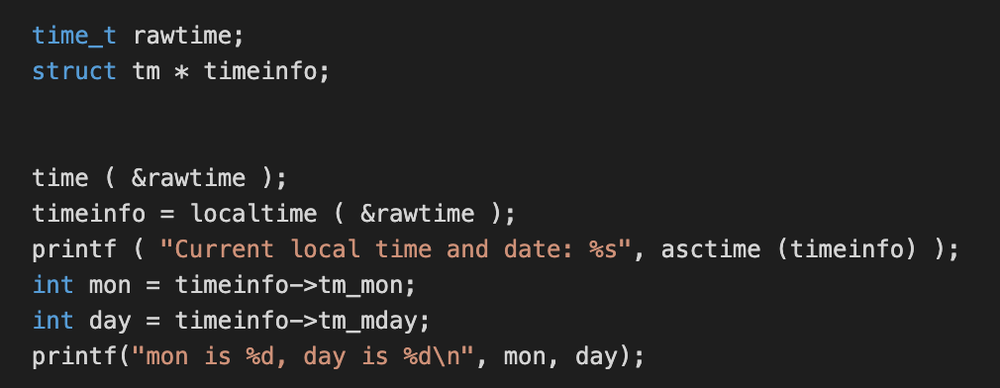 time_t rawtime;
struct tm * timeinfo;
time ( &rawtime );
timeinfo = localtime ( &rawtime );
printf ( "Current local time and date: %s", asctime (timeinfo) );
int mon = timeinfo->tm_mon;
int day = timeinfo->tm_mday;
printf("mon is %d, day is %d\n", mon, day);